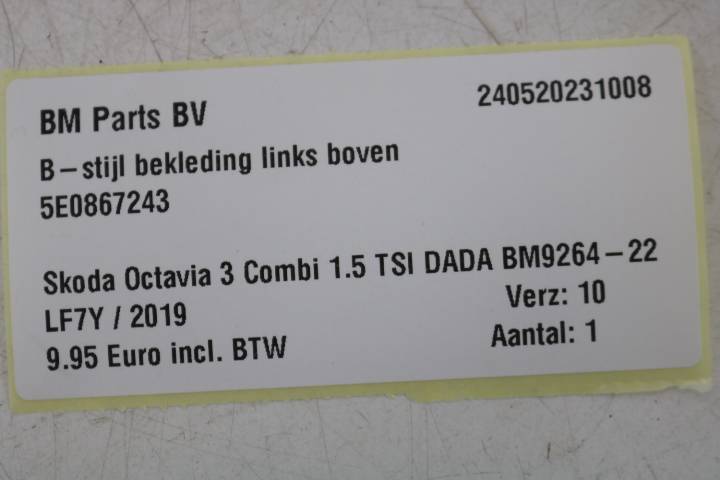 BM Parts BV 240520231008
B-stijl bekleding links boven
5E0867243
Skoda Octavia 3 Combi 1.5 TSI DADA BM9264-22
LF7Y / 2019 Verz: 10
9.95 Euro incl. BTW Aantal: 1